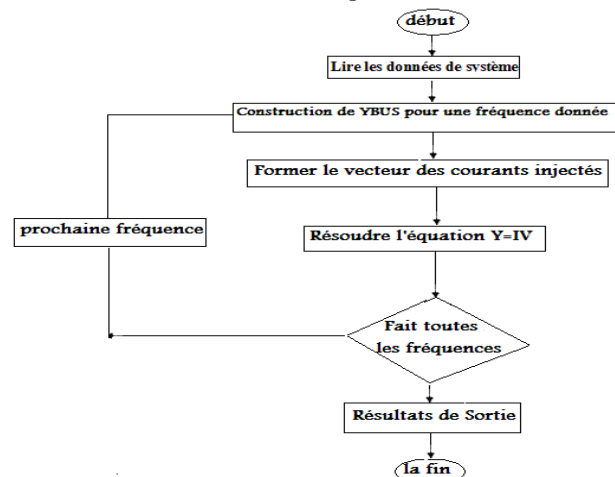 début
Lire les données de système
Construction de YBUS pour une fréquence donnée
Former le vecteur des courants injectés
prochaine fréquence
Résoudre l'équation Y=IV
Fait toutes
les fréquences
Résultats de Sortie
la fin